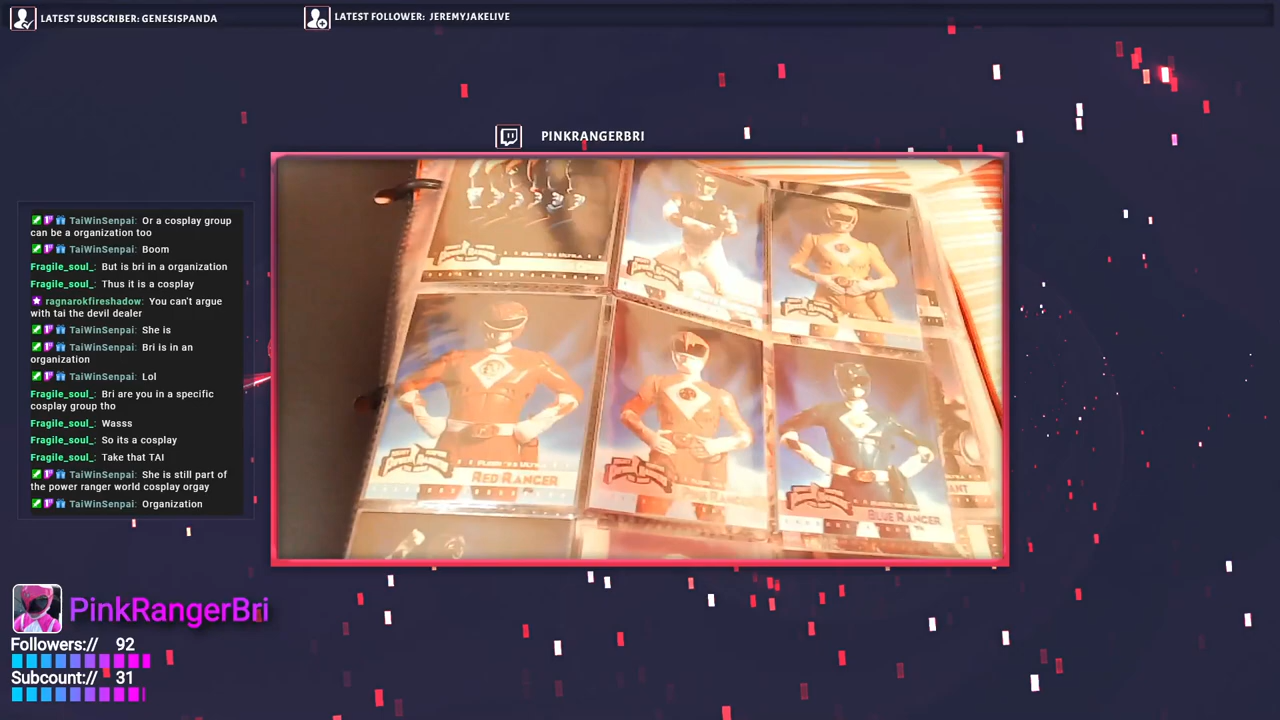 LATEST SUBSCRIBER: GENESISPANDA
LATEST FOLLOWER: JEREMYJAKELIVE
PINKRANGERBRI
TaiWinSenpai: Or a cosplay group
can be a organization too
TaiWinSenpai: Boom
Fragile_soul_: But is bri in a organization
Fragile_soul_: Thus it is a cosplay
ragnarokfireshadow: You can't argue
with tai the devil dealer
TaiWinSenpai: She is
TaiWinSenpai: Bri is in an
organization
TaiWinSenpai: Lol
Fragile_soul_: Bri are you in a specific
cosplay group tho
Fragile_soul_: Wasss
Fragile_soul_: So its a cosplay
Fragile_soul_: Take that TAI
TaiWinSenpai: She is still part of
the power ranger world cosplay orgay
TaiWinSenpai: Organization
RED RANGER
BLUE RANGER
PinkRangerBri
Followers:// 92
Subcount:// 31